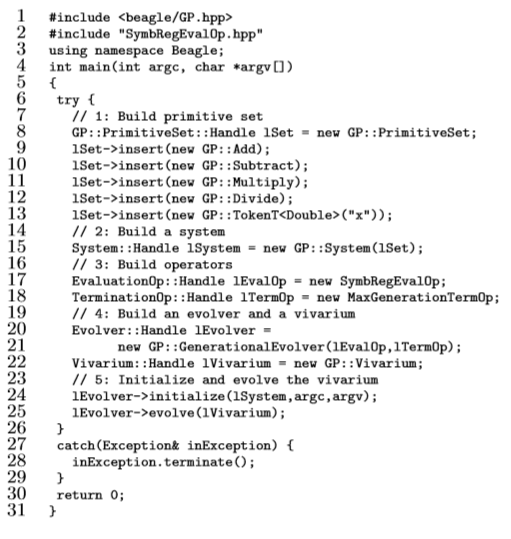 1 #include <beagle/GP.hpp>
2 #include "SymbRegEvalOp.hpp"
3 using namespace Beagle;
4 int main(int argc, char *argv[])
5 {
6 try {
7 // 1: Build primitive set
8 GP::PrimitiveSet::Handle lSet = new GP::PrimitiveSet;
9 lSet->insert(new GP::Add);
10 lSet->insert(new GP::Subtract);
11 lSet->insert(new GP::Multiply);
12 lSet->insert(new GP::Divide);
13 lSet->insert(new GP::TokenT<Double>("x"));
14 // 2: Build a system
15 System::Handle lSystem = new GP::System(lSet);
16 // 3: Build operators
17 EvaluationOp::Handle lEvalOp = new SymbRegEvalOp;
18 TerminationOp::Handle lTermOp = new MaxGenerationTermOp;
19 // 4: Build an evolver and a vivarium
20 Evolver::Handle lEvolver =
21 new GP::GenerationalEvolver(lEvalOp,lTermOp);
22 Vivarium::Handle lVivarium = new GP::Vivarium;
23 // 5: Initialize and evolve the vivarium
24 lEvolver->initialize(lSystem,argc,argv);
25 lEvolver->evolve(lVivarium);
26 }
27 catch(Exception& inException) {
28 inException.terminate();
29 }
30 return 0;
31 }